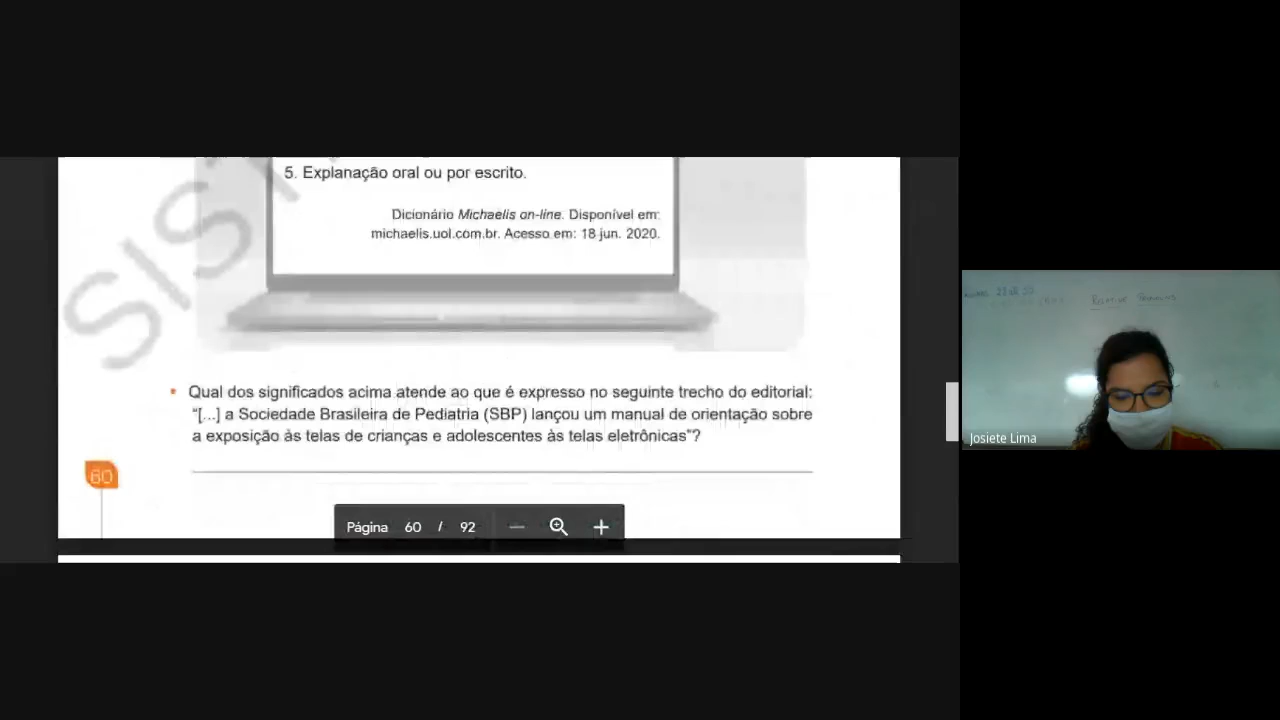 SIST
5. Explanação oral ou por escrito.
Dicionário Michaelis on-line. Disponível em:
michaelis.uol.com.br. Acesso em: 18 jun. 2020.
• Qual dos significados acima atende ao que é expresso no seguinte trecho do editorial:
“[...] a Sociedade Brasileira de Pediatria (SBP) lançou um manual de orientação sobre
a exposição às telas de crianças e adolescentes às telas eletrônicas”?
60
Página 60 / 92
Josiete Lima